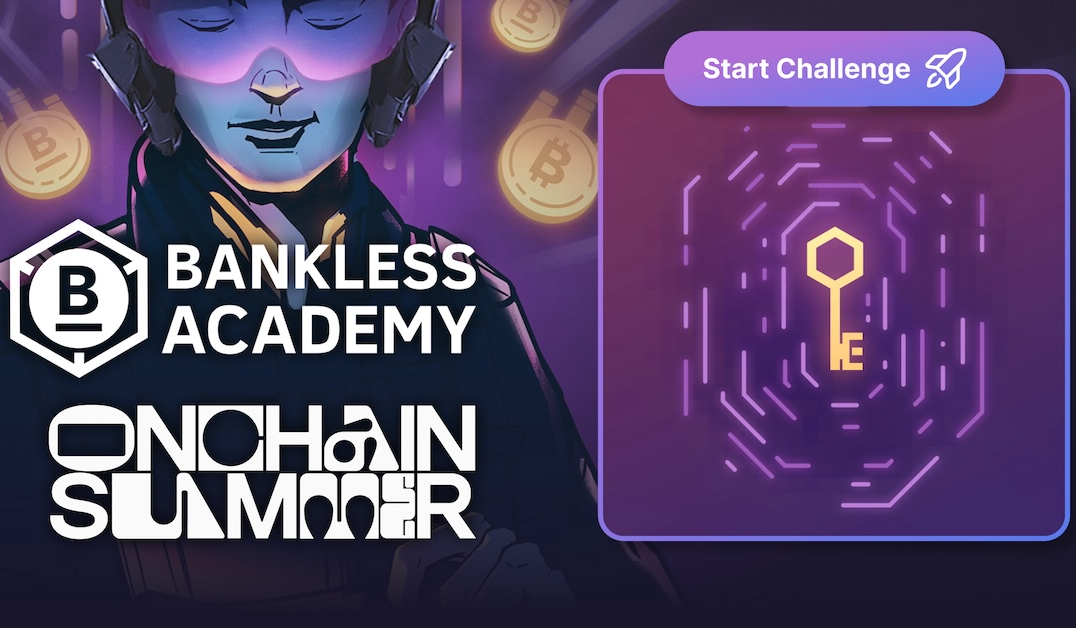 Start Challenge
B
BANKLESS
ACADEMY
ONCHAIN
SUMMER